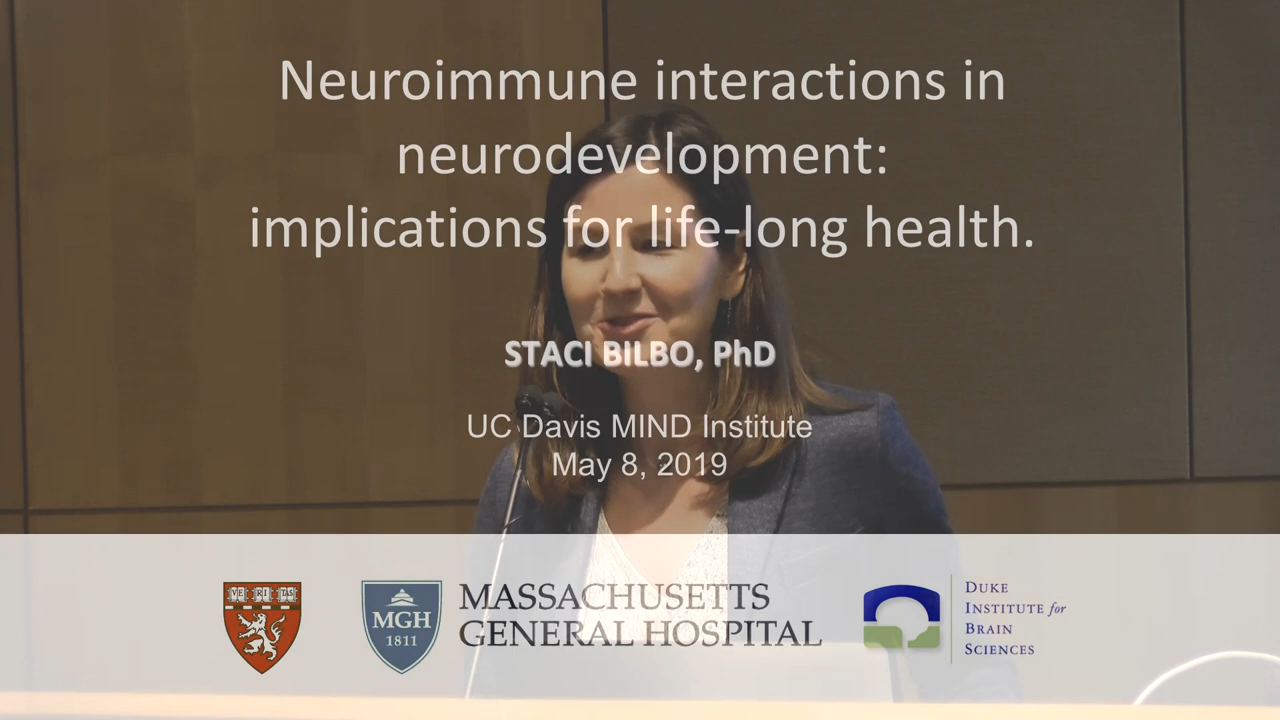 Neuroimmune interactions in
neurodevelopment:
implications for life-long health.
STACI BILBO, PhD
UC Davis MIND Institute
May 8, 2019
VE RI TAS
MGH
1811
MASSACHUSETTS
GENERAL HOSPITAL
DUKE
INSTITUTE for
BRAIN
SCIENCES